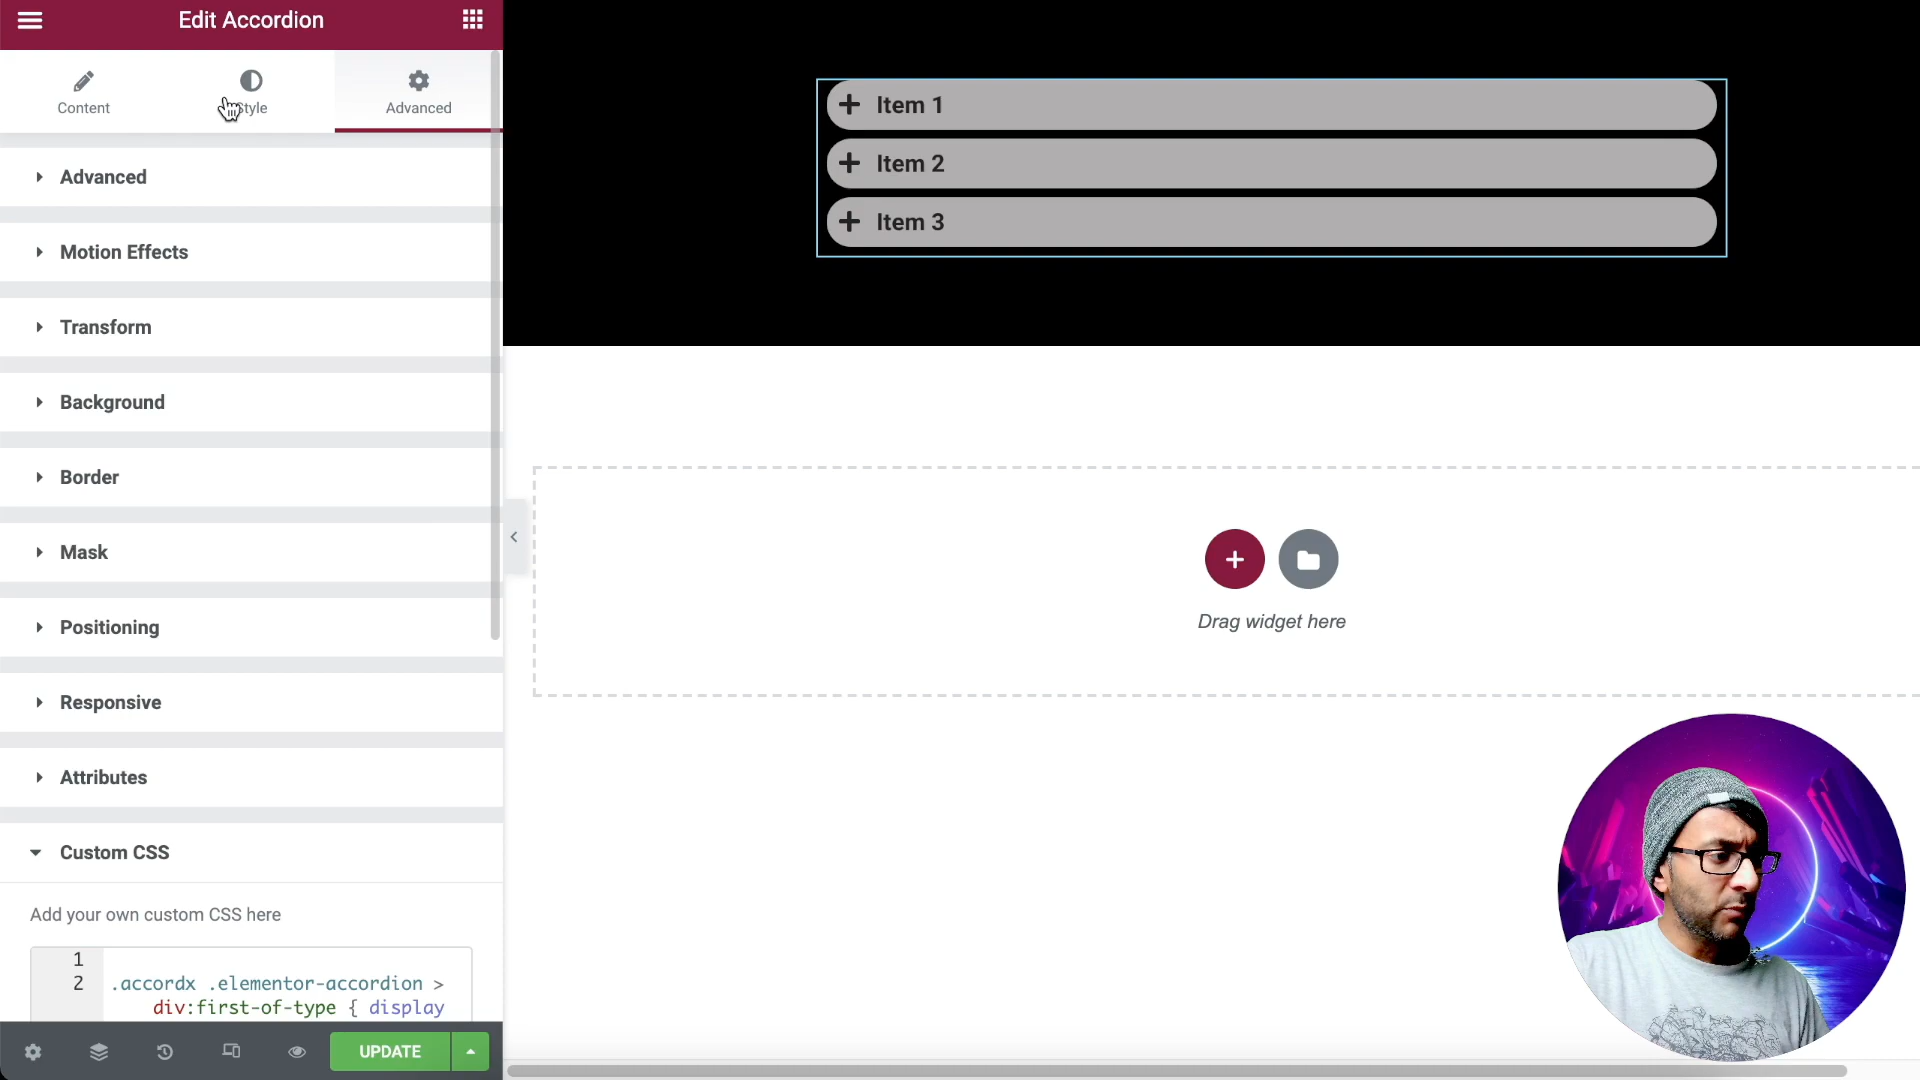 Edit Accordion
Content
Style
Advanced
Advanced
Motion Effects
Transform
Background
Border
Mask
Positioning
Responsive
Attributes
Custom CSS
Add your own custom CSS here
1
2 .accordx .elementor-accordion >
div:first-of-type { display
UPDATE
Item 1
Item 2
Item 3
Drag widget here